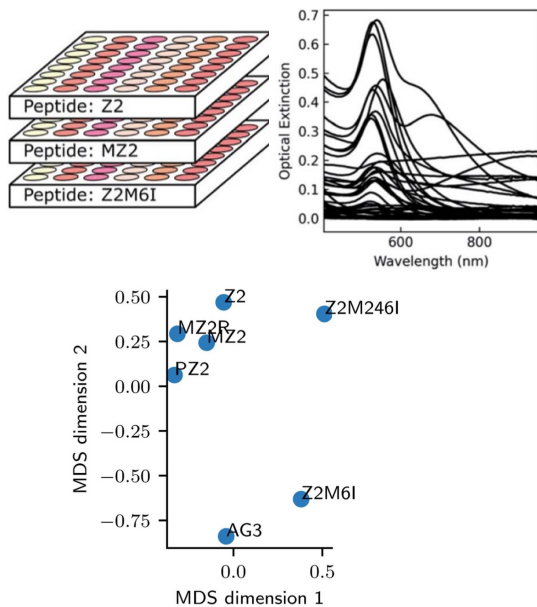 Peptide: Z2
Peptide: MZ2
Peptide: Z2M6I
0.7
0.6
0.5
0.4
0.3
0.2
0.1
0.0
Optical Extinction
600 800
Wavelength (nm)
0.50
0.25
0.00
−0.25
−0.50
−0.75
MDS dimension 2
Z2
Z2M246I
MZ2R
MZ2
PZ2
Z2M6I
AG3
0.0 0.5
MDS dimension 1